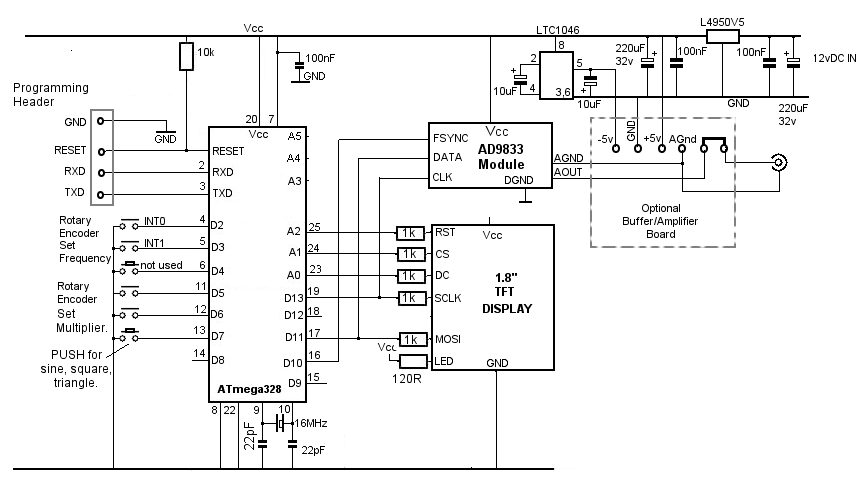 Vcc
10k
100nF
GND
LTC1046
8
2
5
4
3,6
10uF
10uF
220uF
32v
100nF
L4950V5
100nF
12vDC IN
GND
220uF
32v
Programming
Header
GND
GND
RESET
RXD
TXD
2
3
20
7
Vcc
RESET
RXD
TXD
A5
A4
A3
Rotary
Encoder
Set
Frequency
INT0
INT1
not used
4
5
6
D2
D3
D4
Rotary
Encoder
Set
Multiplier.
11
12
13
14
D5
D6
D7
D8
PUSH for
sine, square,
triangle.
A2
A1
A0
D13
D12
D11
D10
D9
25
24
23
19
18
17
16
15
ATmega328
8
22
9
10
16MHz
22pF
22pF
Vcc
FSYNC
DATA
CLK
AD9833
Module
DGND
AGND
AOUT
-5v
GND
+5v
AGnd
Optional
Buffer/Amplifier
Board
1k
1k
1k
1k
1k
RST
CS
DC
SCLK
MOSI
LED
Vcc
1.8"
TFT
DISPLAY
GND
Vcc
120R